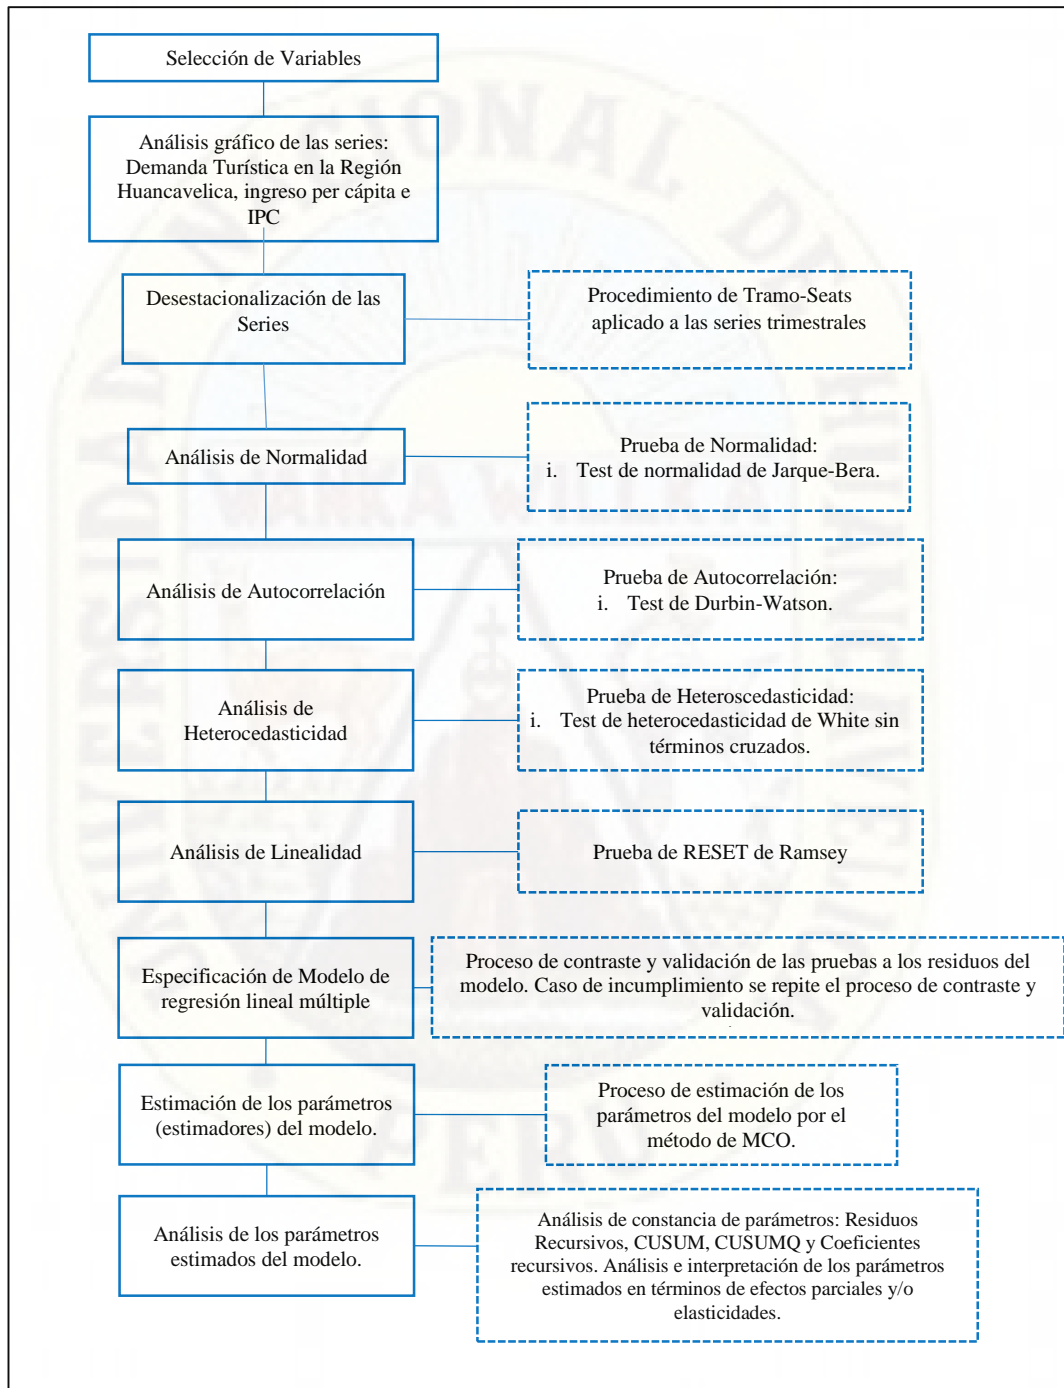 Selección de Variables
Análisis gráfico de las series:
Demanda Turística en la Región
Huancavelica, ingreso per cápita e
IPC
Desestacionalización de las
Series
Procedimiento de Tramo-Seats
aplicado a las series trimestrales
Análisis de Normalidad
Prueba de Normalidad:
i. Test de normalidad de Jarque-Bera.
Análisis de Autocorrelación
Prueba de Autocorrelación:
i. Test de Durbin-Watson.
Análisis de
Heterocedasticidad
Prueba de Heteroscedasticidad:
i. Test de heterocedasticidad de White sin
términos cruzados.
Análisis de Linealidad
Prueba de RESET de Ramsey
Especificación de Modelo de
regresión lineal múltiple
Proceso de contraste y validación de las pruebas a los residuos del
modelo. Caso de incumplimiento se repite el proceso de contraste y
validación.
Estimación de los parámetros
(estimadores) del modelo.
Proceso de estimación de los
parámetros del modelo por el
método de MCO.
Análisis de los parámetros
estimados del modelo.
Análisis de constancia de parámetros: Residuos
Recursivos, CUSUM, CUSUMQ y Coeficientes
recursivos. Análisis e interpretación de los parámetros
estimados en términos de efectos parciales y/o
elasticidades.
UNIVERSIDAD NACIONAL DE HUANCAVELICA
WANKA WILLKA
PERU